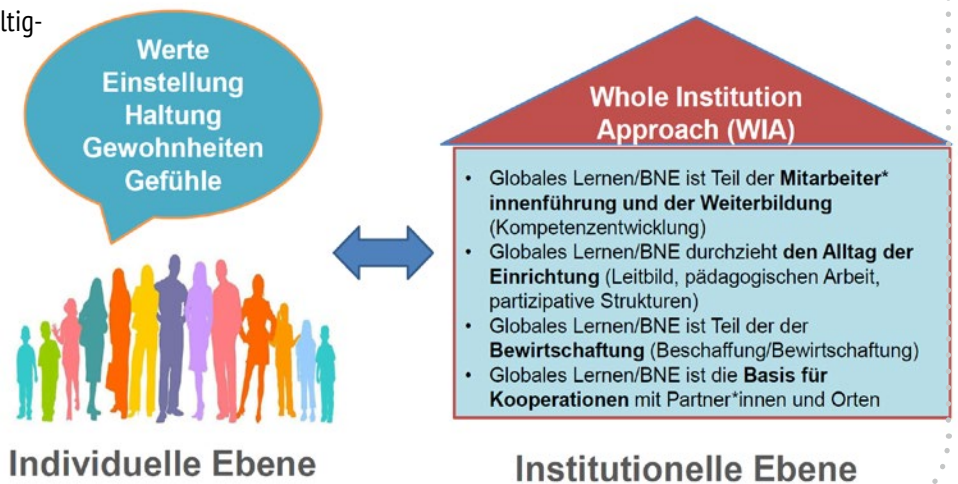 ltig-
Werte
Einstellung
Haltung
Gewohnheiten
Gefühle
Individuelle Ebene
Whole Institution
Approach (WIA)
• Globales Lernen/BNE ist Teil der Mitarbeiter*
innenführung und der Weiterbildung
(Kompetenzentwicklung)
• Globales Lernen/BNE durchzieht den Alltag der
Einrichtung (Leitbild, pädagogischen Arbeit,
partizipative Strukturen)
• Globales Lernen/BNE ist Teil der der
Bewirtschaftung (Beschaffung/Bewirtschaftung)
• Globales Lernen/BNE ist die Basis für
Kooperationen mit Partner*innen und Orten
Institutionelle Ebene